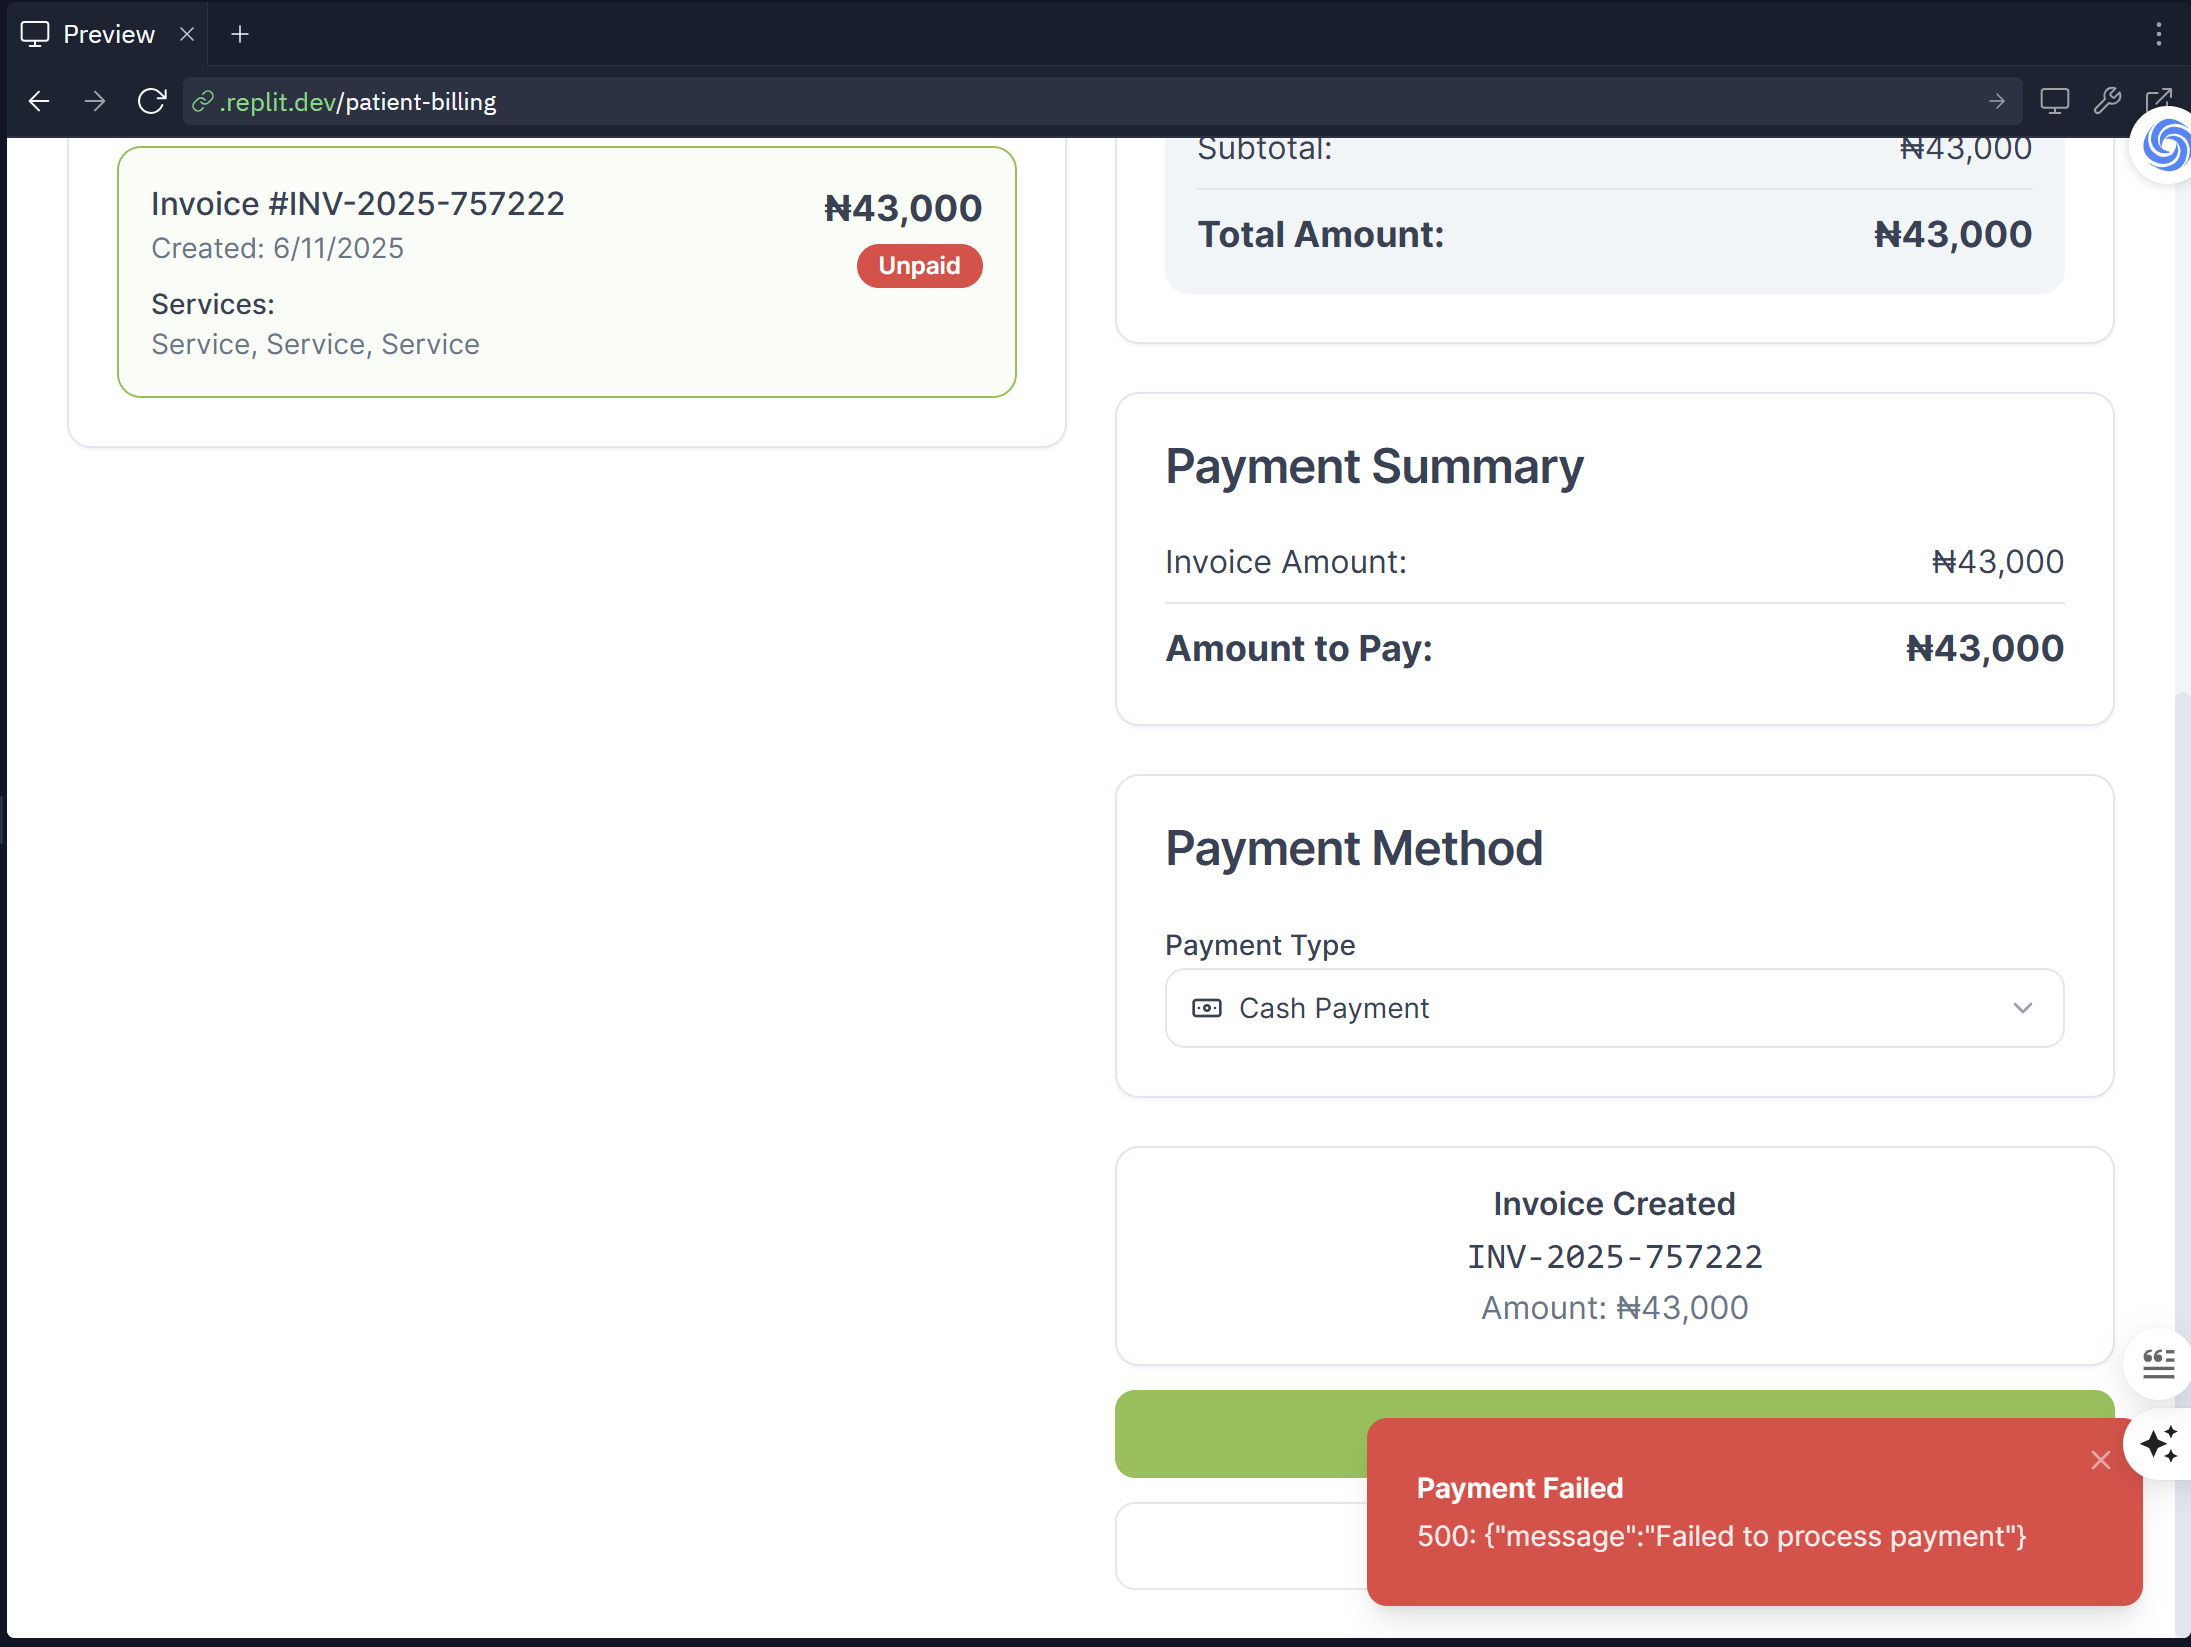 Preview
.replit.dev/patient-billing
Invoice #INV-2025-757222
₦43,000
Created: 6/11/2025
Unpaid
Services:
Service, Service, Service
Subtotal:
₦43,000
Total Amount:
₦43,000
Payment Summary
Invoice Amount:
₦43,000
Amount to Pay:
₦43,000
Payment Method
Payment Type
Cash Payment
Invoice Created
INV-2025-757222
Amount: ₦43,000
Payment Failed
500: {"message":"Failed to process payment"}